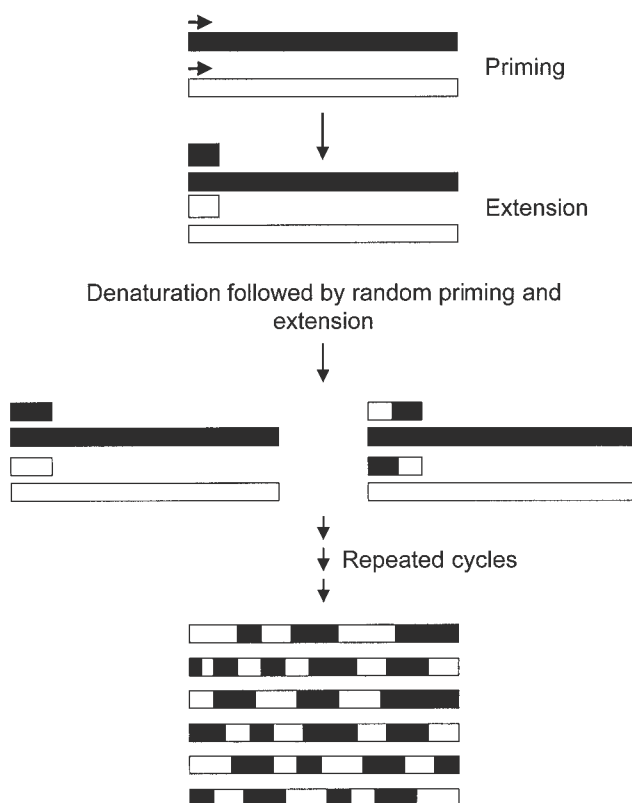 Priming
Extension
Denaturation followed by random priming and
extension
Repeated cycles